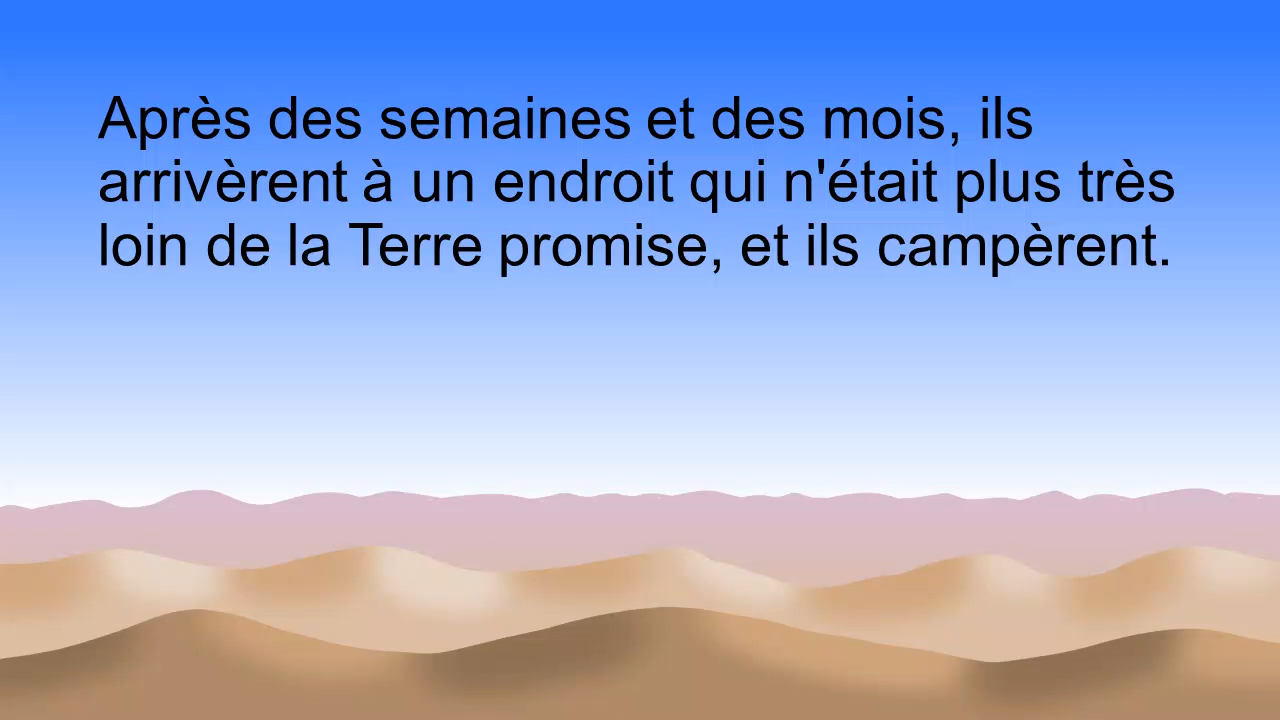 Après des semaines et des mois, ils
arrivèrent à un endroit qui n'était plus très
loin de la Terre promise, et ils campèrent.